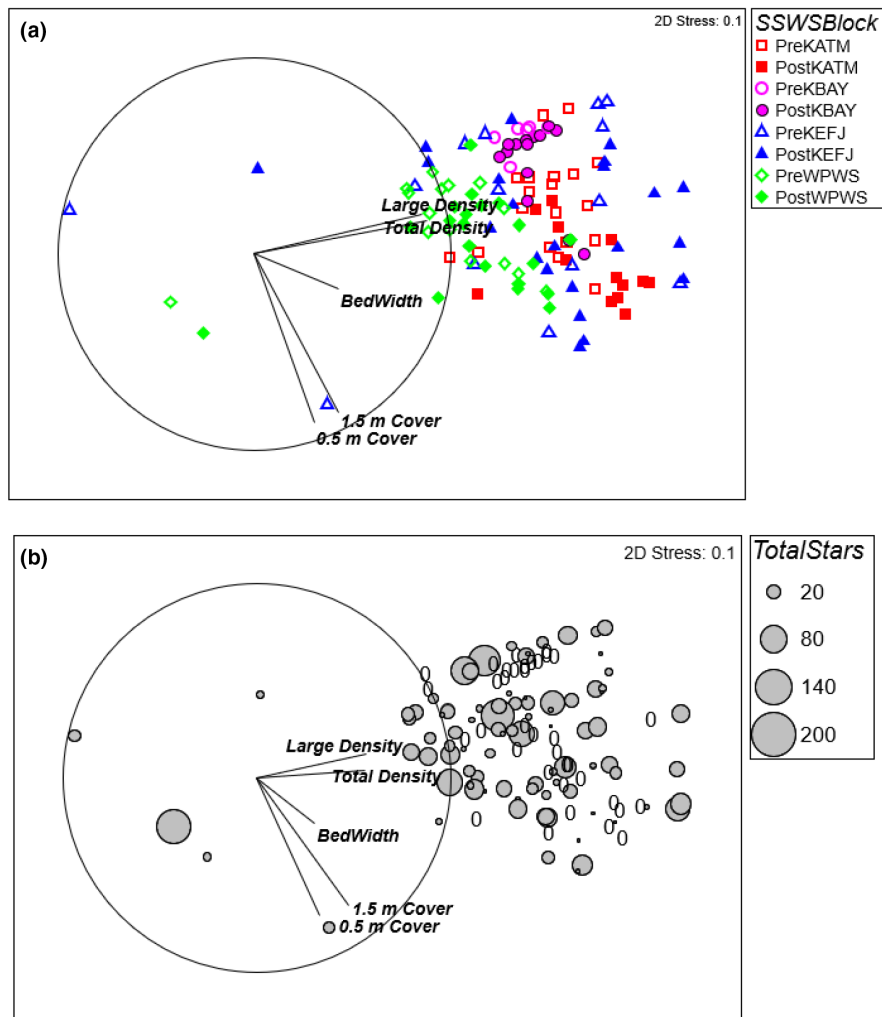 (a)
2D Stress: 0.1
SSWSBlock
PreKATM
PostKATM
PreKBAY
PostKBAY
PreKEFJ
PostKEFJ
PreWPWS
PostWPWS
Large Density
Total Density
BedWidth
1.5 m Cover
0.5 m Cover
(b)
2D Stress: 0.1
TotalStars
20
80
140
200
Large Density
Total Density
BedWidth
1.5 m Cover
0.5 m Cover